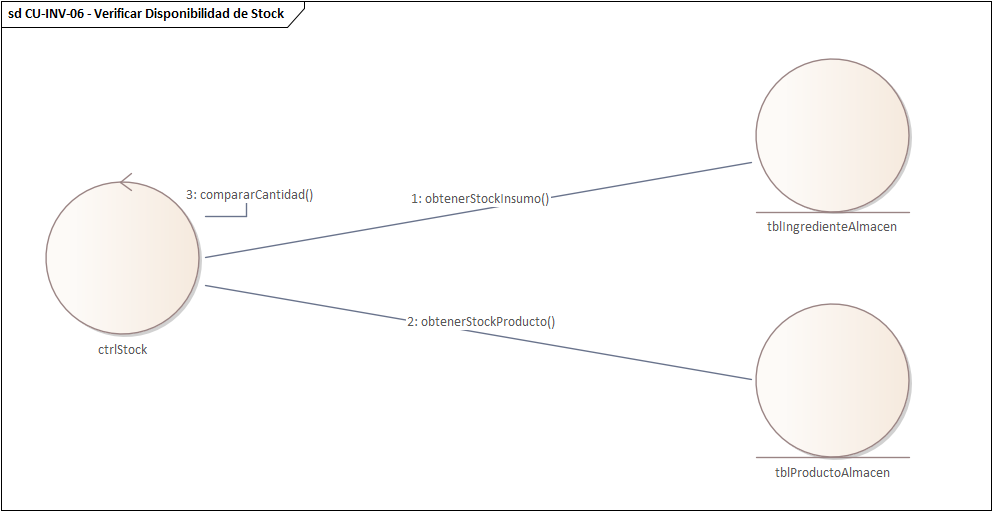 sd CU-INV-06 - Verificar Disponibilidad de Stock
3: compararCantidad()
1: obtenerStockInsumo()
tblIngredienteAlmacen
2: obtenerStockProducto()
ctrlStock
tblProductoAlmacen